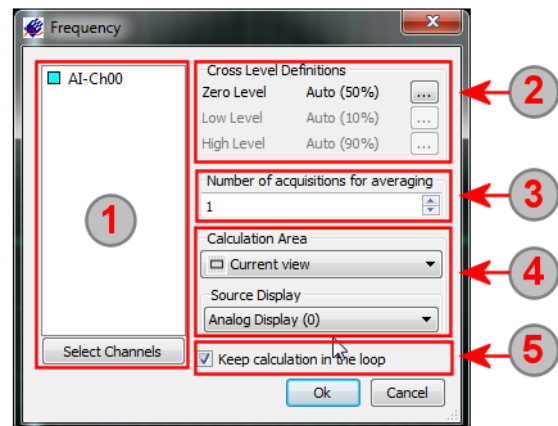 Frequency
AI-Ch00
1
Select Channels
Cross Level Definitions
Zero Level Auto (50%) ...
Low Level Auto (10%) ...
High Level Auto (90%) ...
2
Number of acquisitions for averaging
1
3
Calculation Area
Current view
Source Display
Analog Display (0)
4
Keep calculation in the loop
5
Ok Cancel